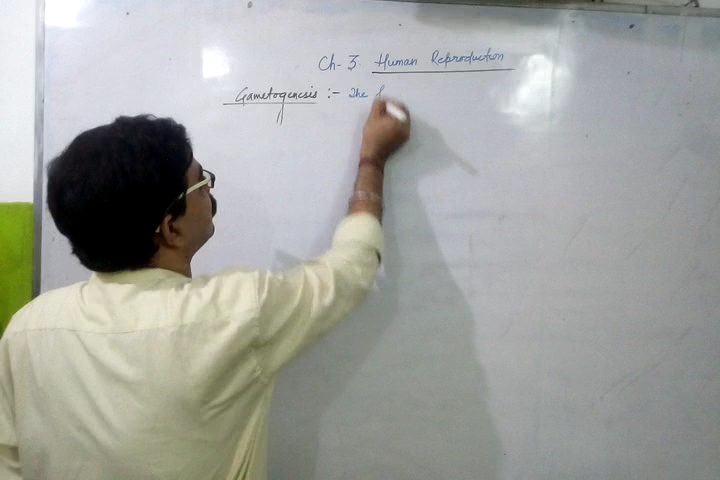 Ch-3. Human Reproduction
Gametogenesis :- The